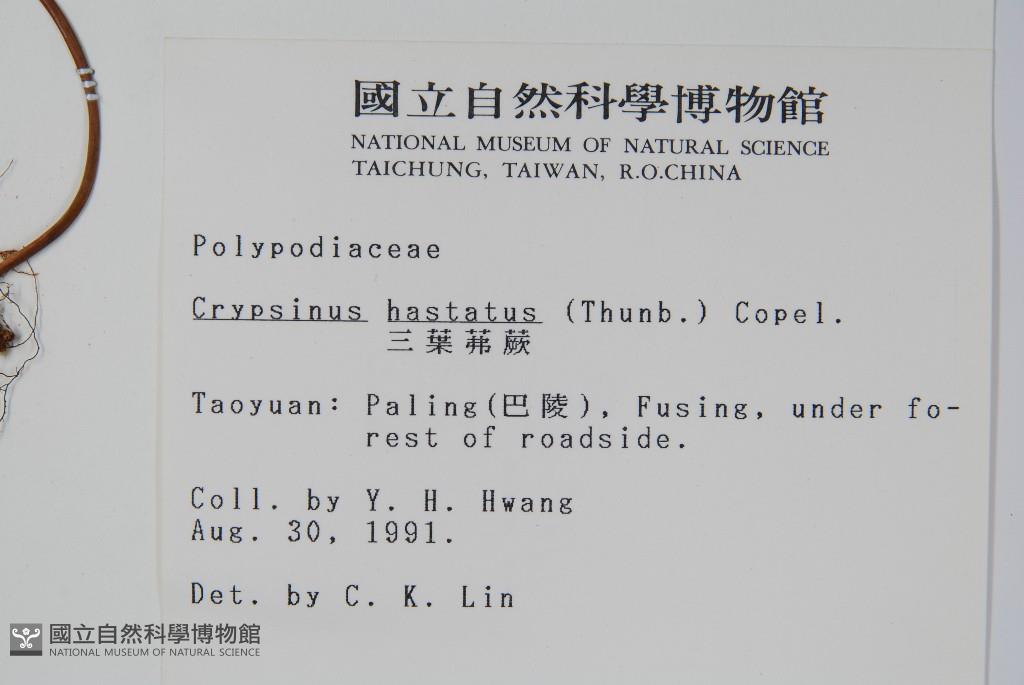 國立自然科學博物館
NATIONAL MUSEUM OF NATURAL SCIENCE
TAICHUNG, TAIWAN, R.O.CHINA
Polypodiaceae
Crypsinus hastatus (Thunb.) Copel.
三葉茀蕨
Taoyuan: Paling(巴陵), Fusing, under fo-
rest of roadside.
Coll. by Y. H. Hwang
Aug. 30, 1991.
Det. by C. K. Lin
國立自然科學博物館
NATIONAL MUSEUM OF NATURAL SCIENCE